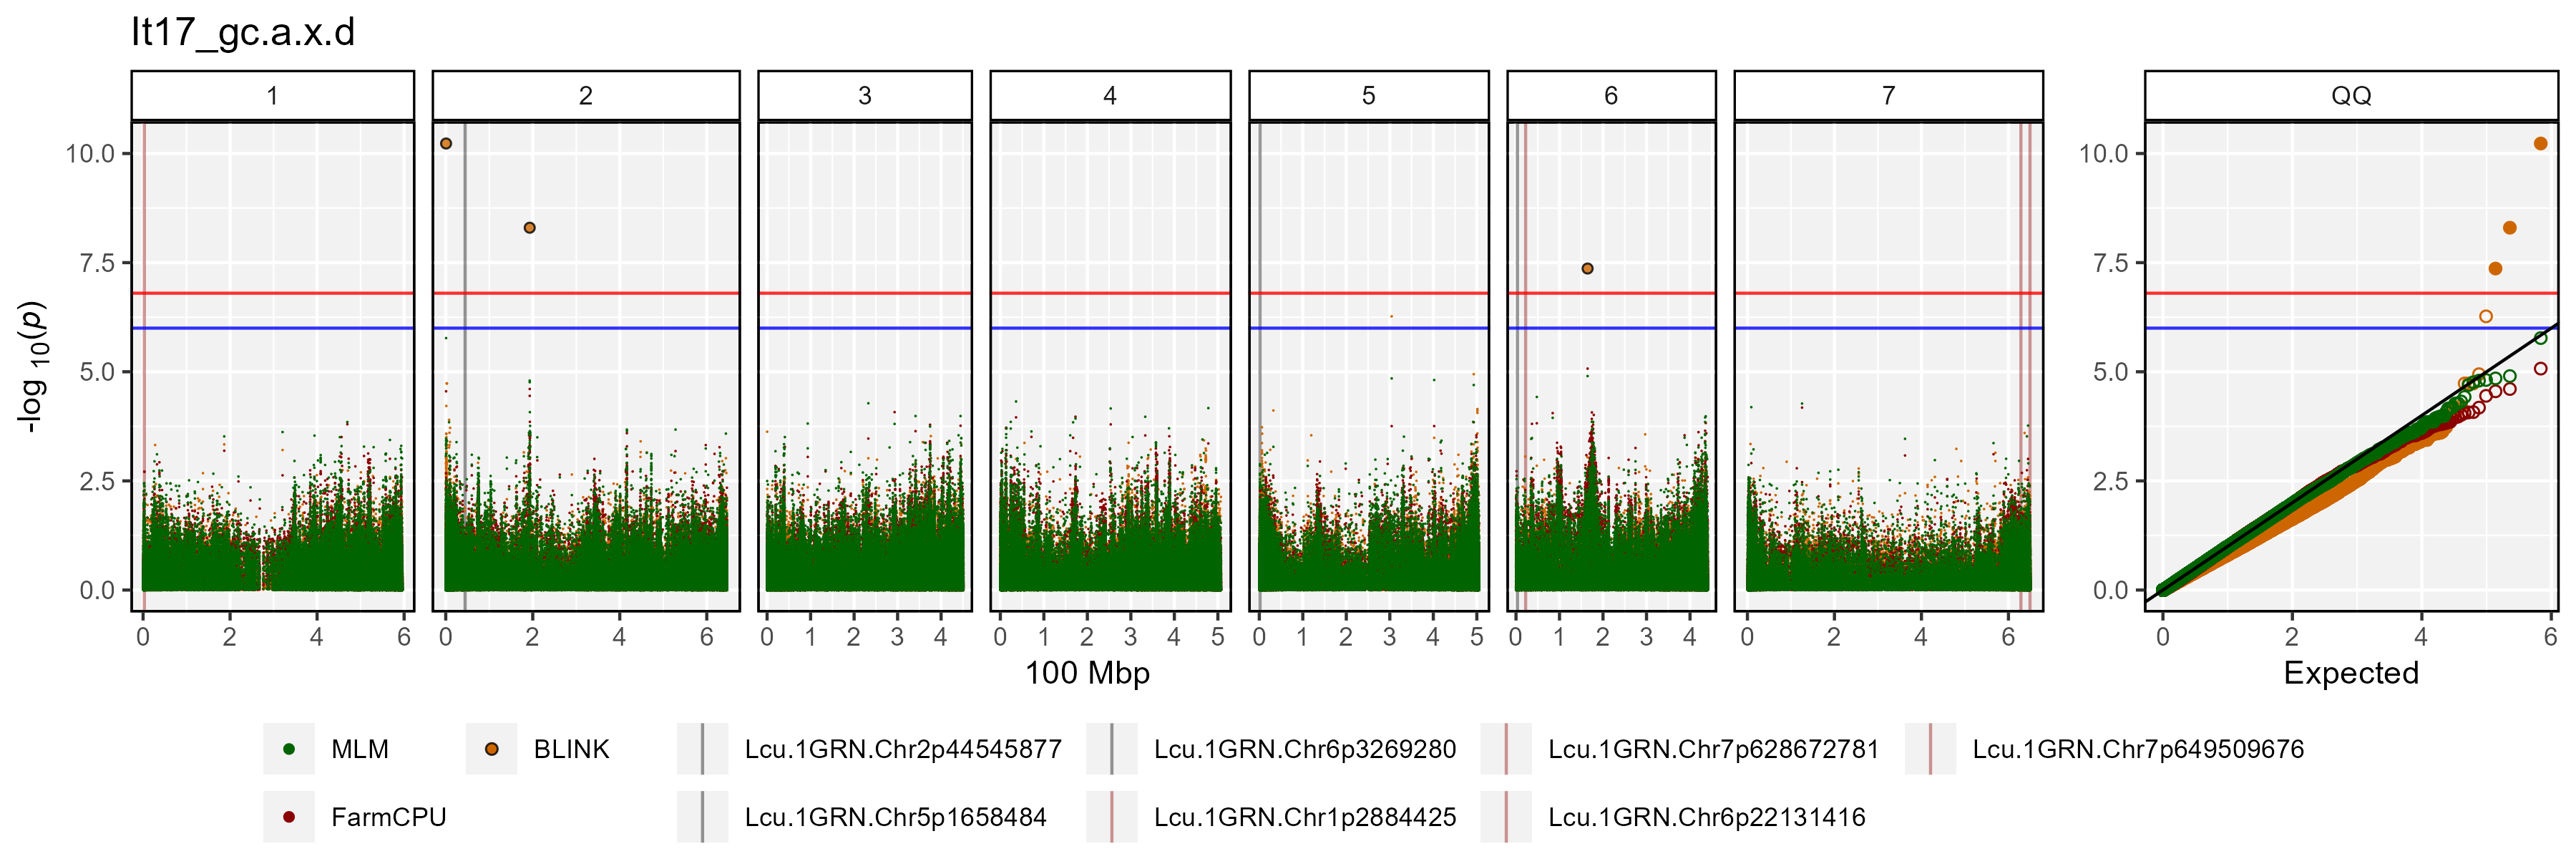 It17_gc.a.x.d
1 2 3 4 5 6 7 QQ
10.0 10.0
7.5 7.5
5.0 5.0
2.5 2.5
0.0 0.0
-log 10(p)
0 2 4 6 0 2 4 6 0 1 2 3 4 0 1 2 3 4 5 0 1 2 3 4 5 0 1 2 3 4 0 2 4 6 0 2 4 6
100 Mbp Expected
MLM BLINK Lcu.1GRN.Chr2p44545877 Lcu.1GRN.Chr6p3269280 Lcu.1GRN.Chr7p628672781 Lcu.1GRN.Chr7p649509676
FarmCPU Lcu.1GRN.Chr5p1658484 Lcu.1GRN.Chr1p2884425 Lcu.1GRN.Chr6p22131416